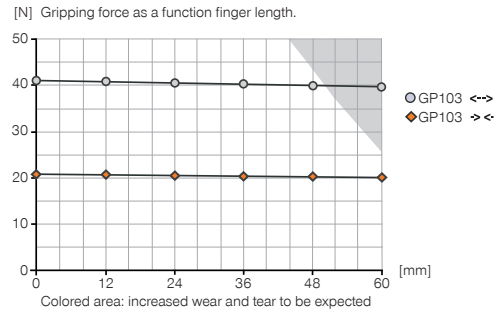 [N] Gripping force as a function finger length.
50
40
30
20
10
0
0 12 24 36 48 60 [mm]
GP103 <-->
GP103 -> <-
Colored area: increased wear and tear to be expected